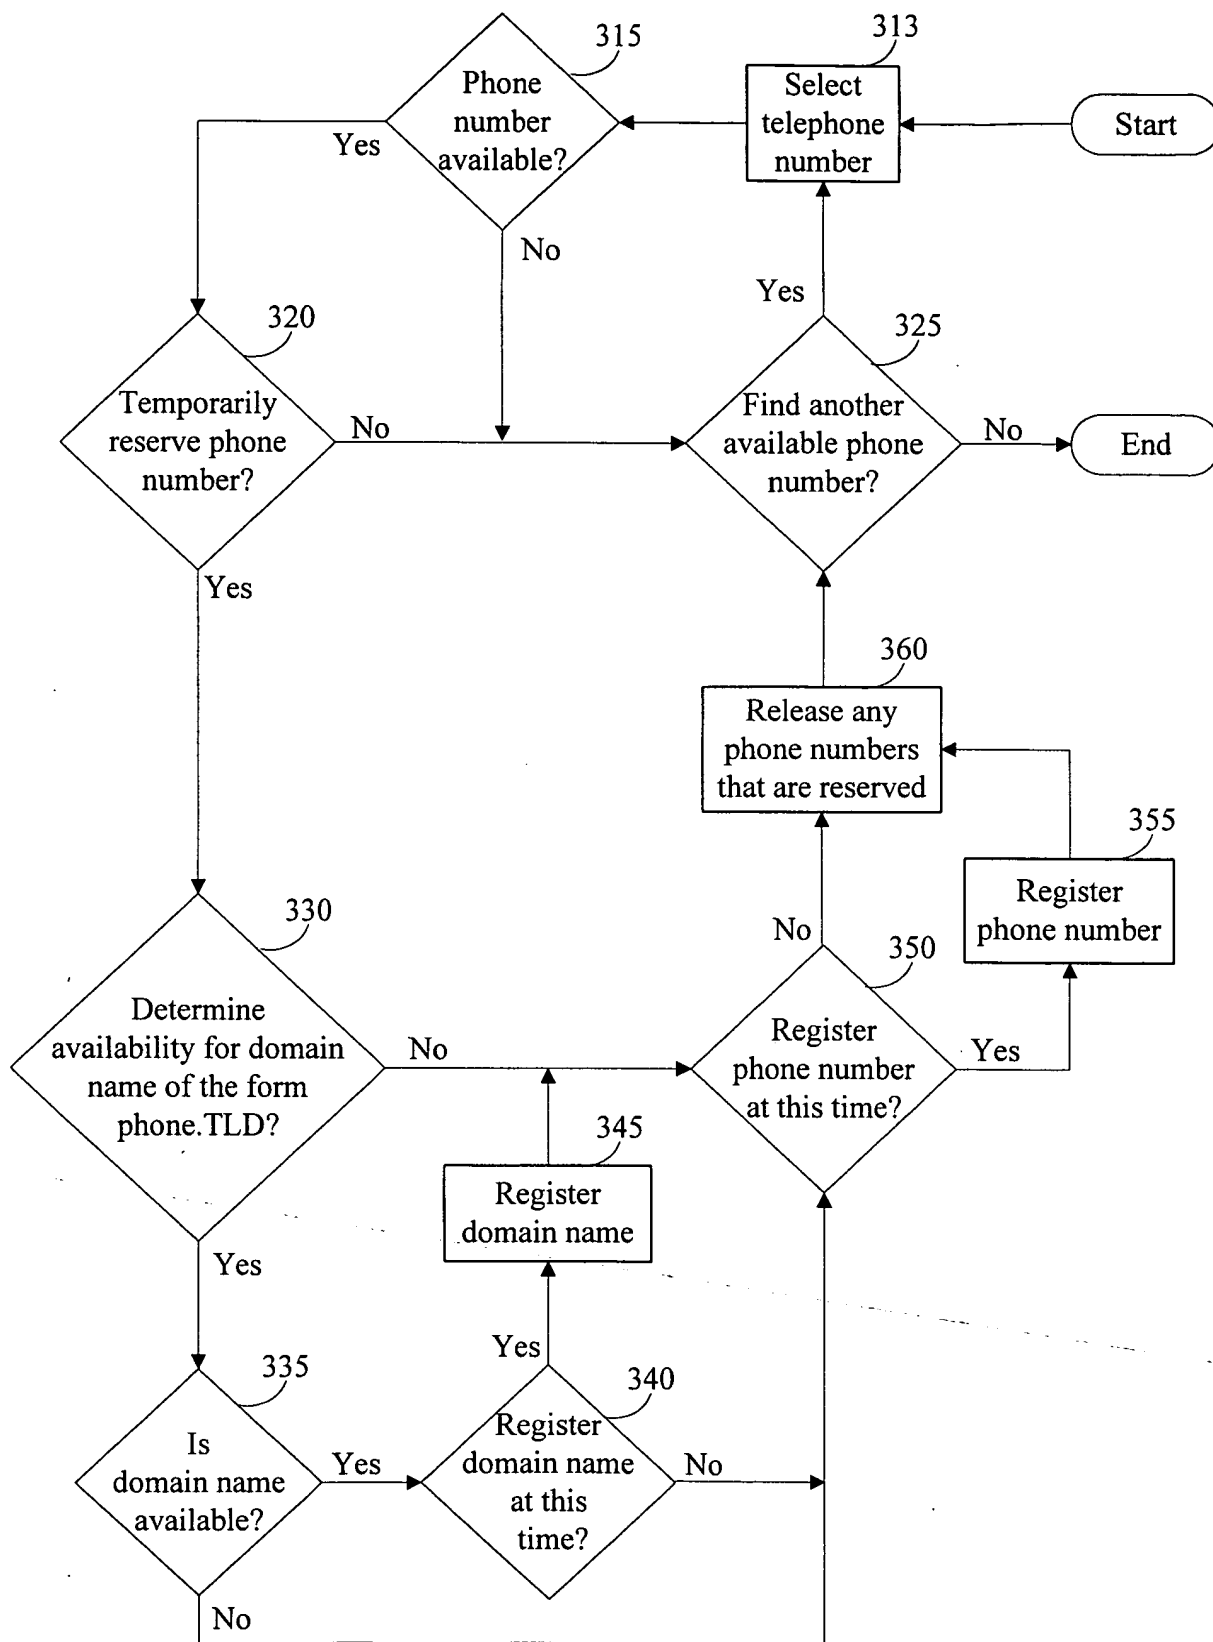 315
313
Phone
number
available?
Select
telephone
number
Start
Yes
No
Yes
320
325
Temporarily
reserve phone
number?
No
Find another
available phone
number?
No
End
Yes
360
Release any
phone numbers
that are reserved
355
Register
phone number
330
No
350
Determine
availability for domain
name of the form
phone.TLD?
No
Register
phone number
at this time?
Yes
345
Register
domain name
Yes
Yes
335
340
Is
domain name
available?
Yes
Register
domain name
at this
time?
No
No